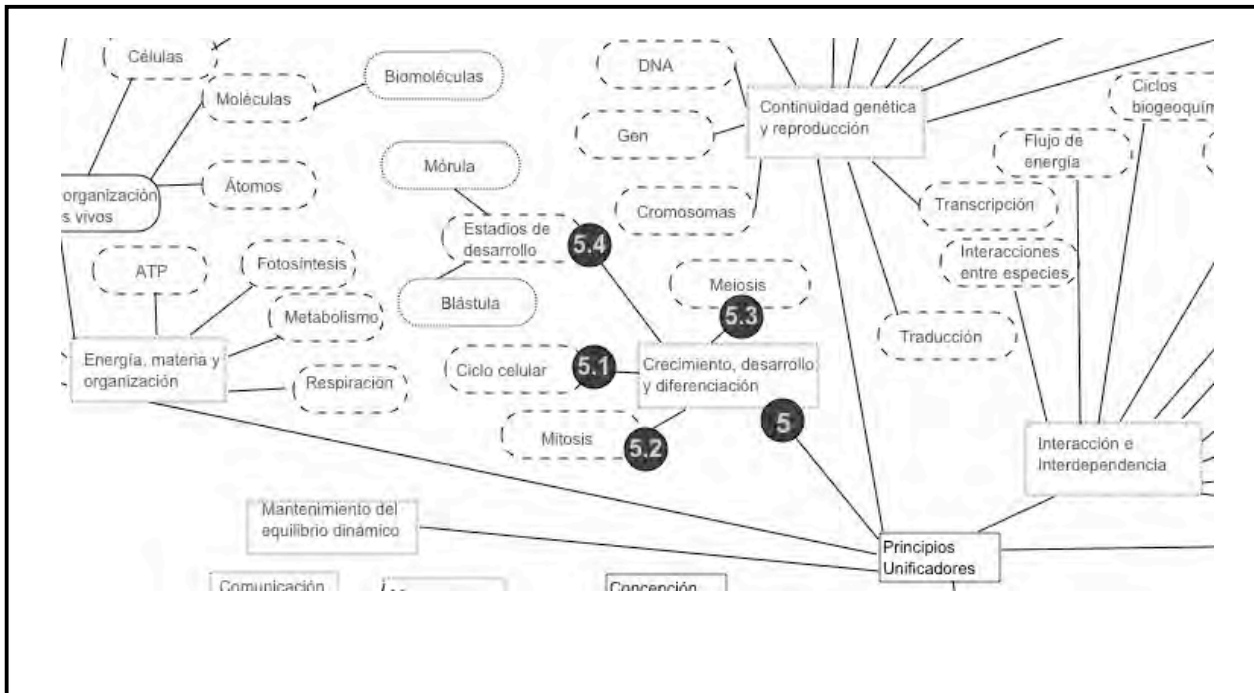 Células
Moléculas
Biomoléculas
Átomos
organización
s vivos
ATP
Fotosíntesis
Metabolismo
Energía, materia y
organización
Respiración
Mórula
Estadios de
desarrollo
5.4
Blástula
Ciclo celular
5.1
Mitosis
5.2
Meiosis
5.3
Crecimiento, desarrollo
y diferenciación
5
DNA
Gen
Cromosomas
Continuidad genética
y reproducción
Transcripción
Traducción
Ciclos
biogeoquím
Flujo de
energía
Interacciones
entre especies
Interacción e
Interdependencia
Mantenimiento del
equilibrio dinámico
Principios
Unificadores
Comunicación
Concepción